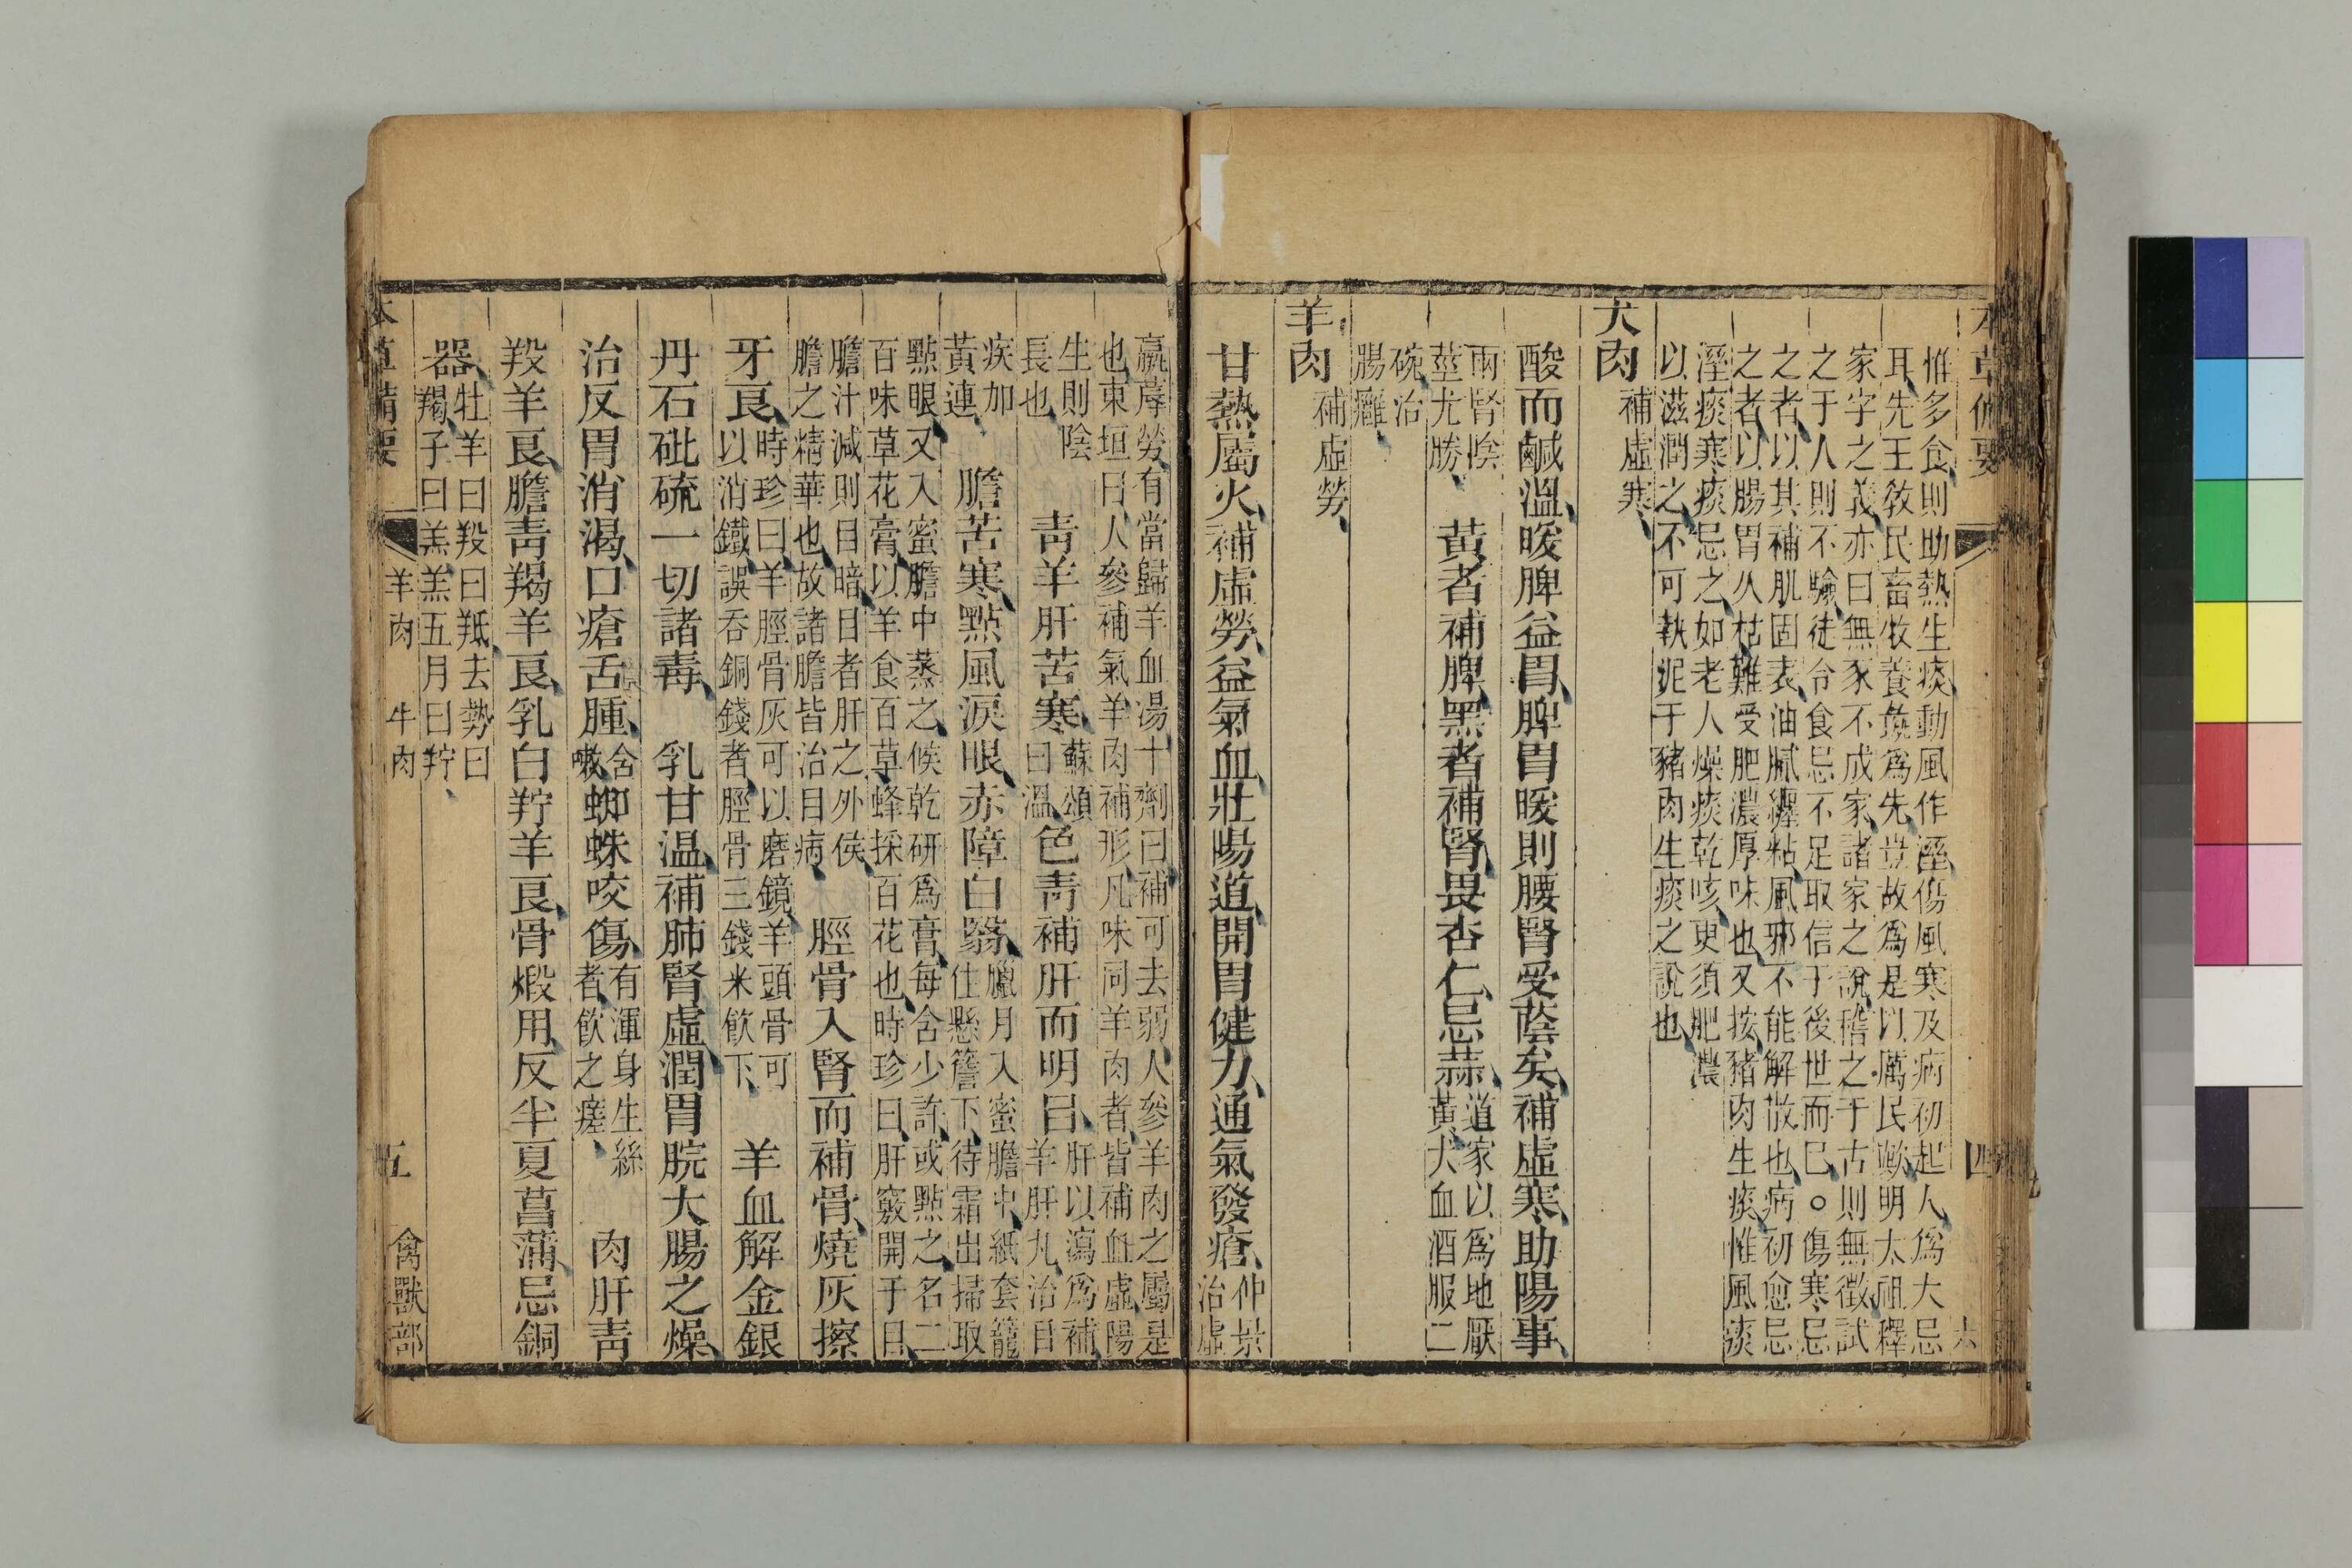 惟多食則助熱生痰動風作溼傷風寒及病初起人為大忌
耳先王教民畜牧養為先豈故為是以厲民歟明太祖釋
家字之義亦曰無豕不成家諸家之說稽之于古則無徵試
之于人則不驗徒令食忌不足取信于後世而已○傷寒忌
之者以其補肌固表油膩纏粘風邪不能解散也病初愈忌
之者以腸胃久枯難受肥濃厚味也又按豬肉生痰惟風痰
溼痰寒痰忌之如老人燥痰乾咳更須肥濃
以滋潤之不可執泥于豬肉生痰之說也
犬肉 補虛寒
酸而鹹溫暖脾益胃脾胃暖則腰腎受蔭矣補虛寒助陽事
兩腎陰莖尤勝 黃者補脾黑者補腎畏杏仁忌蒜 道家以為地厭黃犬血酒服二
碗治腸癰
羊肉 補虛勞
甘熱屬火補虛勞益氣血壯陽道開胃健力通氣發瘡 仲景治虛
羸蓐勞有當歸羊血湯十劑曰補可去弱人參羊肉之屬是
也東垣曰人參補氣羊肉補形凡味同羊肉者皆補血虛陽
生則陰長也 青羊肝苦寒 蘇頌曰溫 色青補肝而明目 肝以瀉為補羊肝丸治目
疾加黃連 膽苦寒點風淚眼赤障白翳 臘月入蜜膽中紙套籠住懸簷下待霜出掃取
點眼又入蜜膽中蒸之候乾研為膏每含少許或點之名二
百味草花膏以羊食百草蜂採百花也時珍曰肝竅開于目
膽汁減則目暗目者肝之外候膽之精華也故諸膽皆治目病 脛骨入腎而補骨燒灰擦
牙良 時珍曰羊脛骨灰可以磨鏡羊頭骨可以消鐵誤吞銅錢者脛骨三錢米飲下 羊血解金銀
丹石砒硫一切諸毒 乳甘温補肺腎虛潤胃脘大腸之燥
治反胃消渴口瘡舌腫 含嗽 蜘蛛咬傷 有渾身生絲者飲之瘥 肉肝青
羖羊良膽青羯羊良乳白羜羊良骨煅用反半夏菖蒲忌銅
器 牡羊曰羖曰羝去勢曰羯子曰羔羔五月曰羜
羊肉 牛肉 五 禽獸部